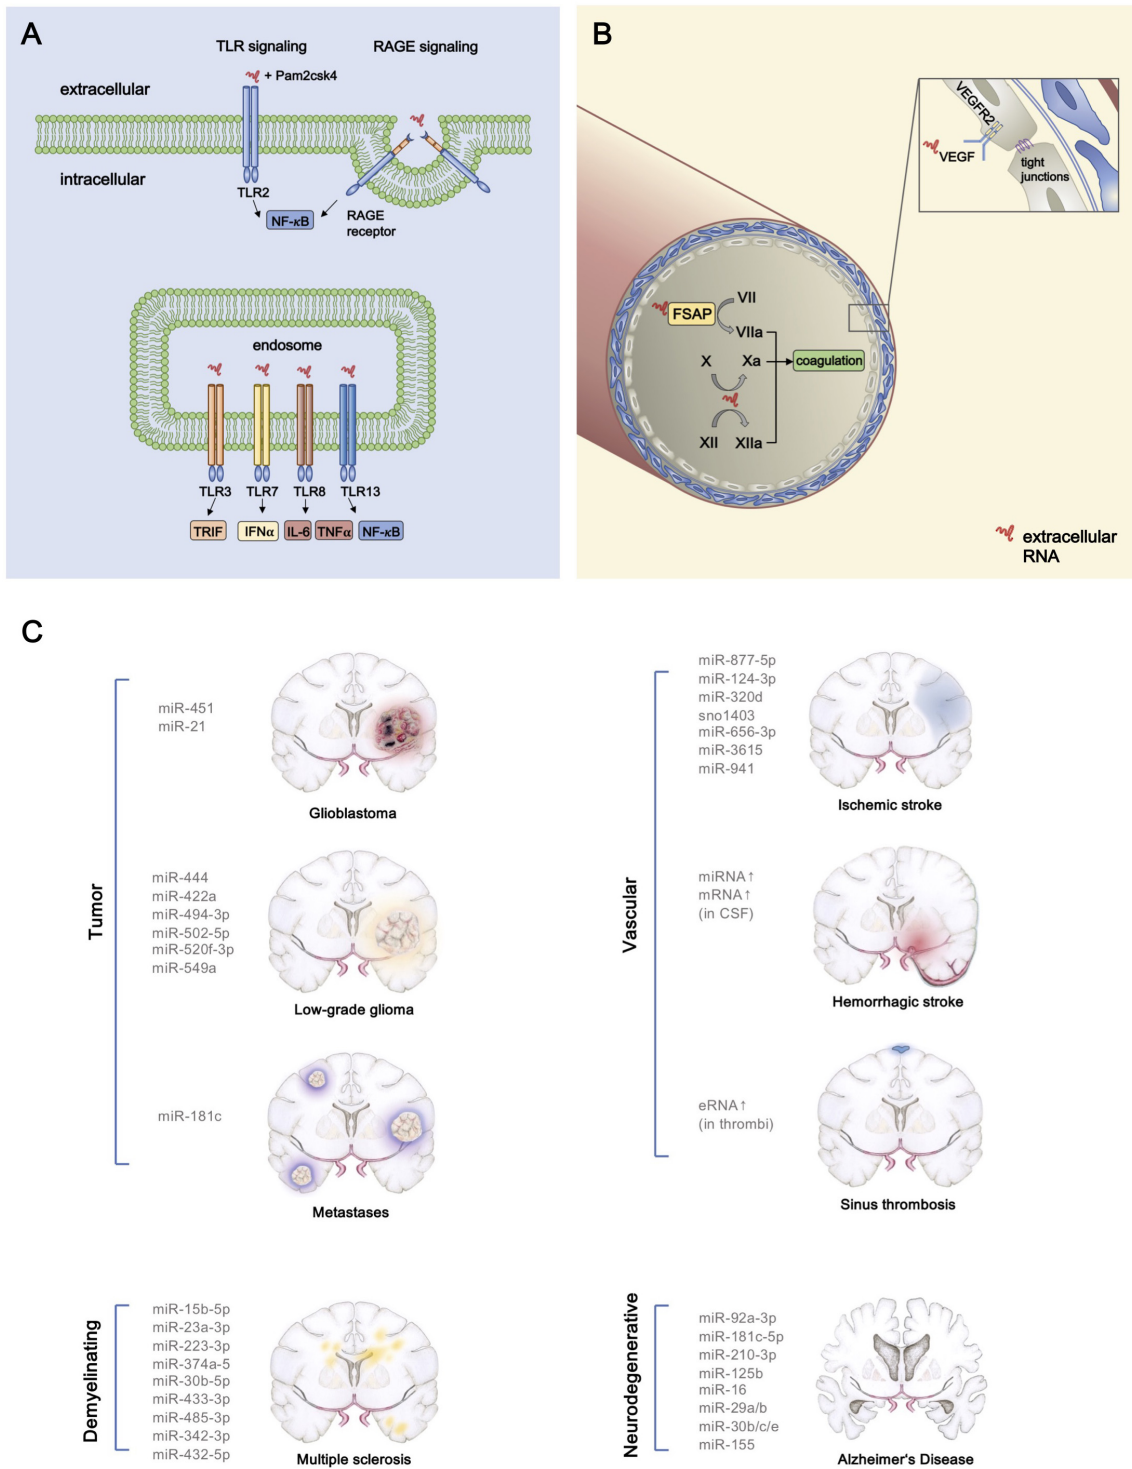 A
TLR signaling
RAGE signaling
+ Pam2csk4
extracellular
intracellular
TLR2
NF-κB
RAGE
receptor
endosome
TLR3
TLR7
TLR8
TLR13
TRIF
IFNα
IL-6
TNFα
NF-κB
B
VEGFR2
VEGF
tight
junctions
FSAP
VII
VIIa
X
Xa
coagulation
XII
XIIa
extracellular
RNA
C
Tumor
miR-451
miR-21
Glioblastoma
miR-444
miR-422a
miR-494-3p
miR-502-5p
miR-520f-3p
miR-549a
Low-grade glioma
miR-181c
Metastases
Vascular
miR-877-5p
miR-124-3p
miR-320d
sno1403
miR-656-3p
miR-3615
miR-941
Ischemic stroke
miRNA↑
mRNA↑
(in CSF)
Hemorrhagic stroke
eRNA↑
(in thrombi)
Sinus thrombosis
Demyelinating
miR-15b-5p
miR-23a-3p
miR-223-3p
miR-374a-5
miR-30b-5p
miR-433-3p
miR-485-3p
miR-342-3p
miR-432-5p
Multiple sclerosis
Neurodegenerative
miR-92a-3p
miR-181c-5p
miR-210-3p
miR-125b
miR-16
miR-29a/b
miR-30b/c/e
miR-155
Alzheimer's Disease